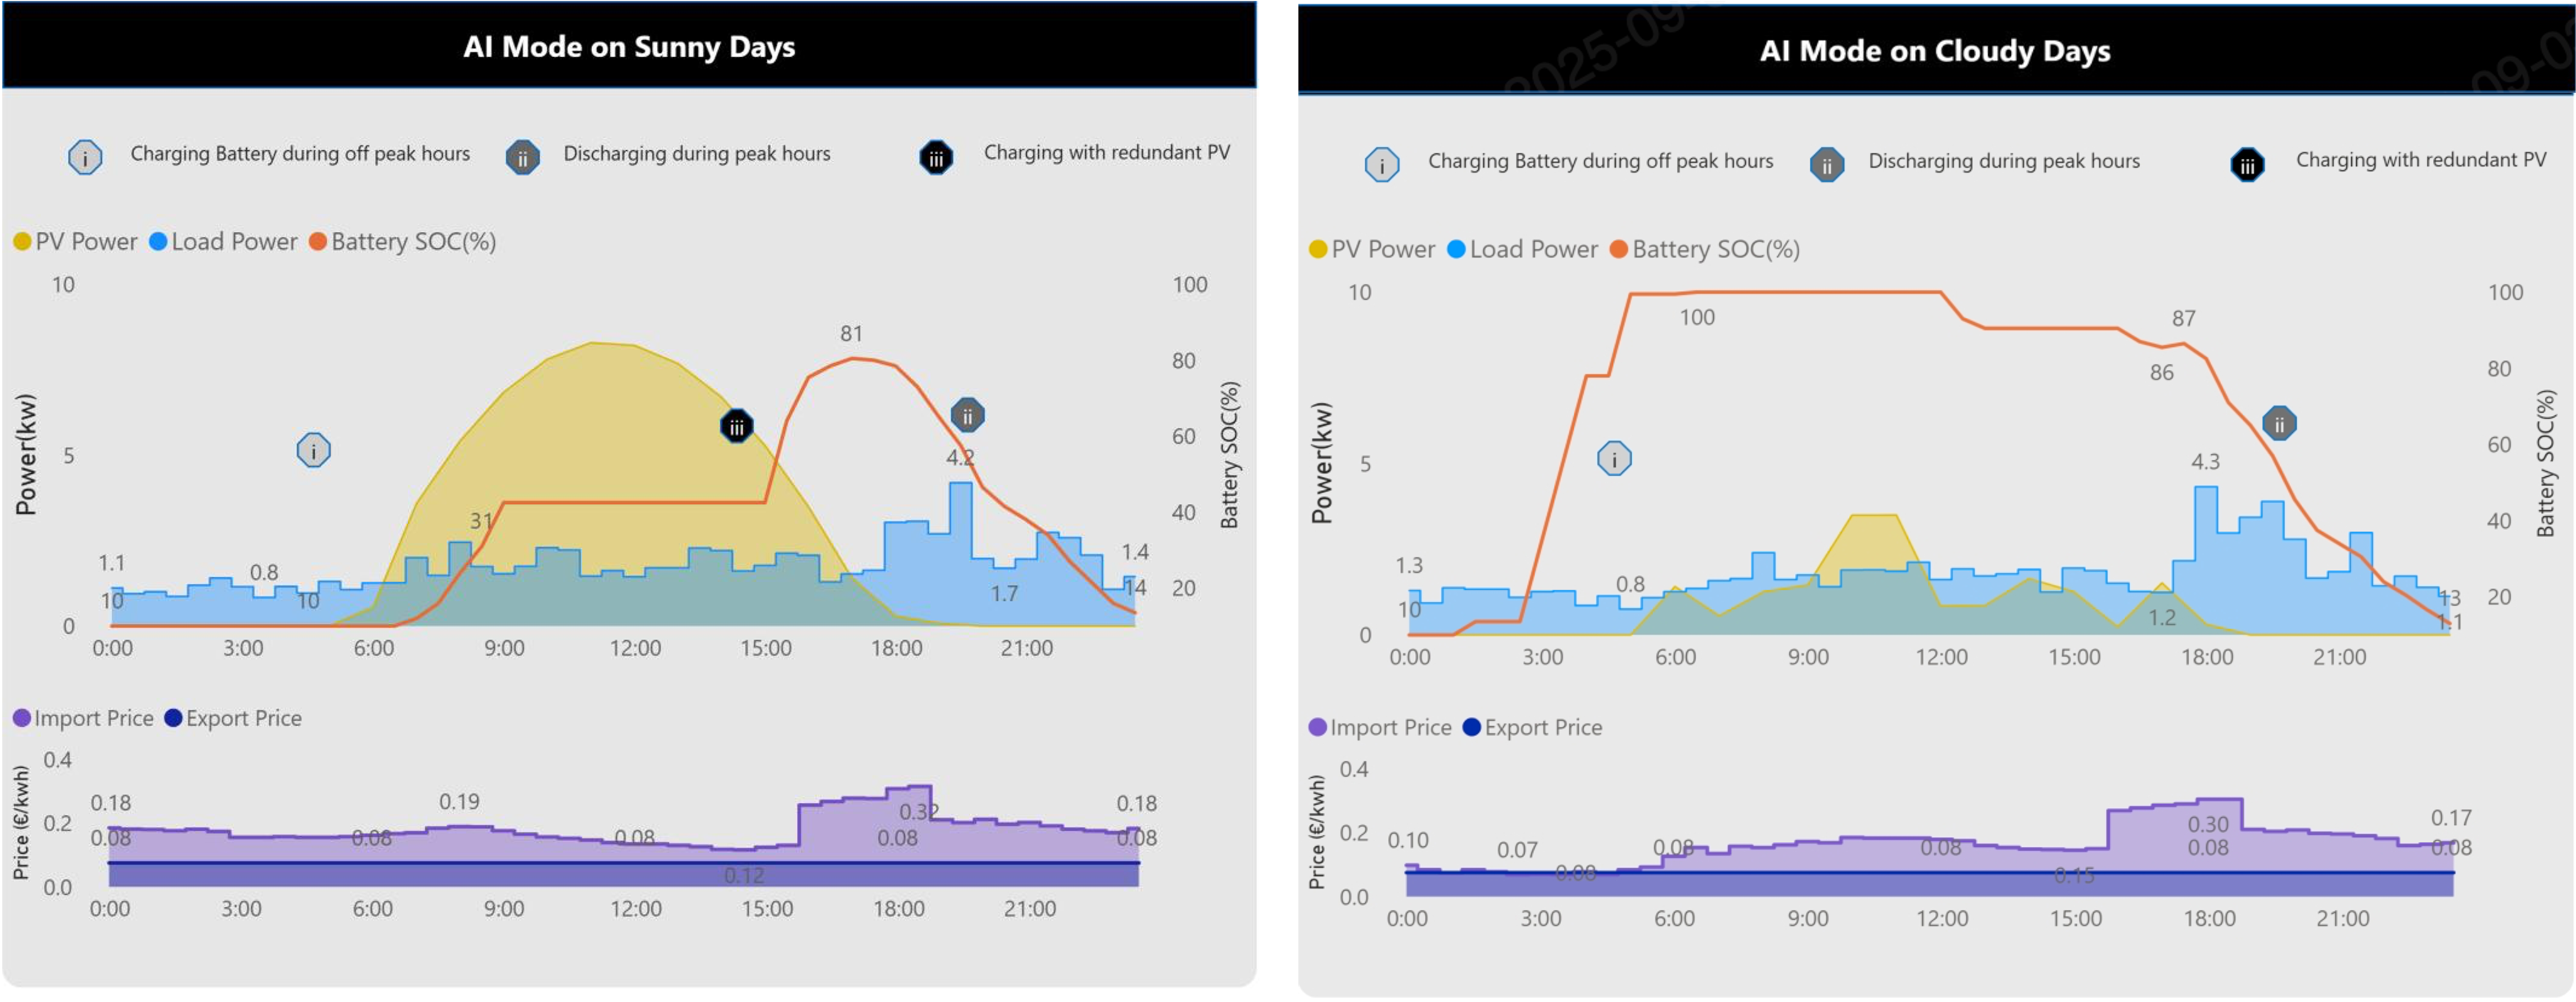 AI Mode on Sunny Days
i Charging Battery during off peak hours ii Discharging during peak hours iii Charging with redundant PV
PV Power Load Power Battery SOC(%)
10 100
81
80
i iii ii
60
5 4.2
Power(kw) Battery SOC(%)
31 40
1.1 0.8 1.4
10 10 1.7 14 20
0
0:00 3:00 6:00 9:00 12:00 15:00 18:00 21:00
Import Price Export Price
0.4
0.18 0.19 0.32 0.18
0.2
0.08 0.08 0.08 0.08 0.08
Price (€/kwh)
0.12
0.0
0:00 3:00 6:00 9:00 12:00 15:00 18:00 21:00
AI Mode on Cloudy Days
2025-09-
09-0
i Charging Battery during off peak hours ii Discharging during peak hours iii Charging with redundant PV
PV Power Load Power Battery SOC(%)
10 100
100 87
86 80
i ii
5 4.3 60
Power(kw) Battery SOC(%)
40
1.3 0.8
10 1.2 13 20
1.1
0
0:00 3:00 6:00 9:00 12:00 15:00 18:00 21:00
Import Price Export Price
0.4
0.10 0.07 0.30 0.17
0.2
0.08 0.08 0.08 0.08
Price (€/kwh)
0.08 0.15
0.0
0:00 3:00 6:00 9:00 12:00 15:00 18:00 21:00